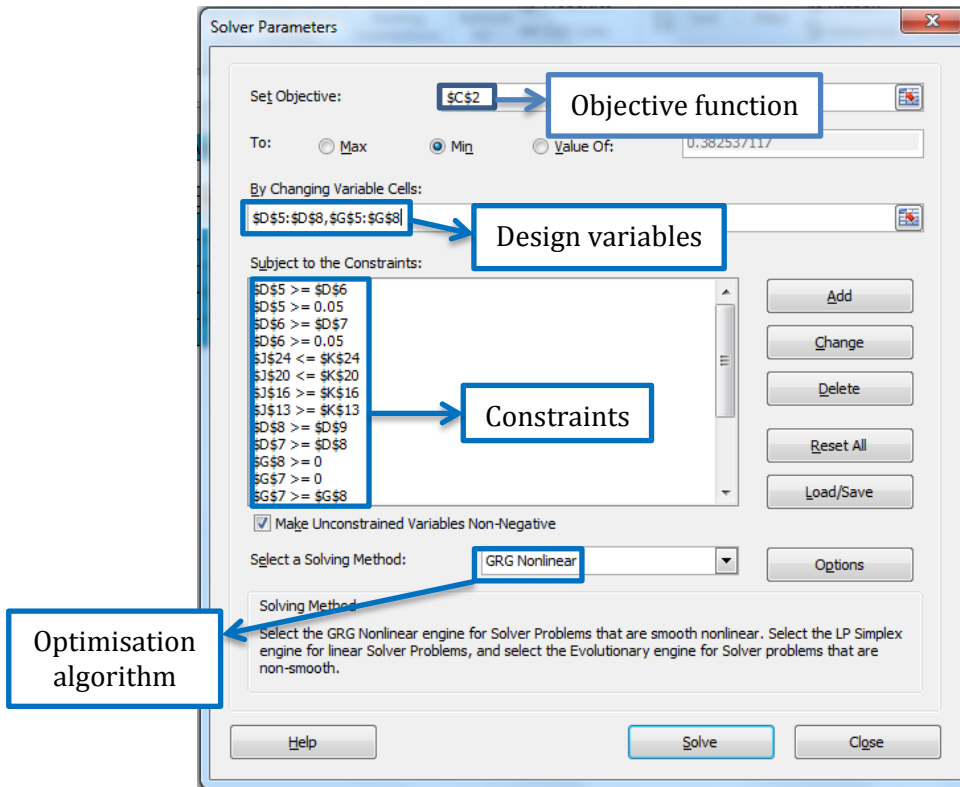 Solver Parameters
Set Objective:
$C$2
Objective function
To:
Max
Min
Value Of:
0.382537117
By Changing Variable Cells:
$D$5:$D$8,$G$5:$G$8
Design variables
Subject to the Constraints:
$D$5 >= $D$6
$D$5 >= 0.05
$D$6 >= $D$7
$D$6 >= 0.05
$J$24 <= $K$24
$J$20 <= $K$20
$J$16 >= $K$16
$J$13 >= $K$13
$D$8 >= $D$9
$D$7 >= $D$8
$G$8 >= 0
$G$7 >= 0
$G$7 >= $G$8
Constraints
Add
Change
Delete
Reset All
Load/Save
Make Unconstrained Variables Non-Negative
Select a Solving Method:
GRG Nonlinear
Options
Optimisation
algorithm
Solving Method
Select the GRG Nonlinear engine for Solver Problems that are smooth nonlinear. Select the LP Simplex
engine for linear Solver Problems, and select the Evolutionary engine for Solver problems that are
non-smooth.
Help
Solve
Close